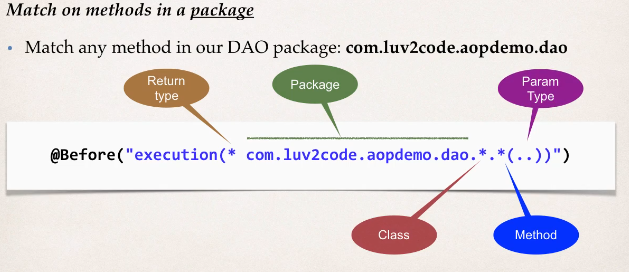 Match on methods in a package
• Match any method in our DAO package: com.luv2code.aopdemo.dao
Return
type
Package
Param
Type
@Before("execution(* com.luv2code.aopdemo.dao.*.*(..))")
Class
Method